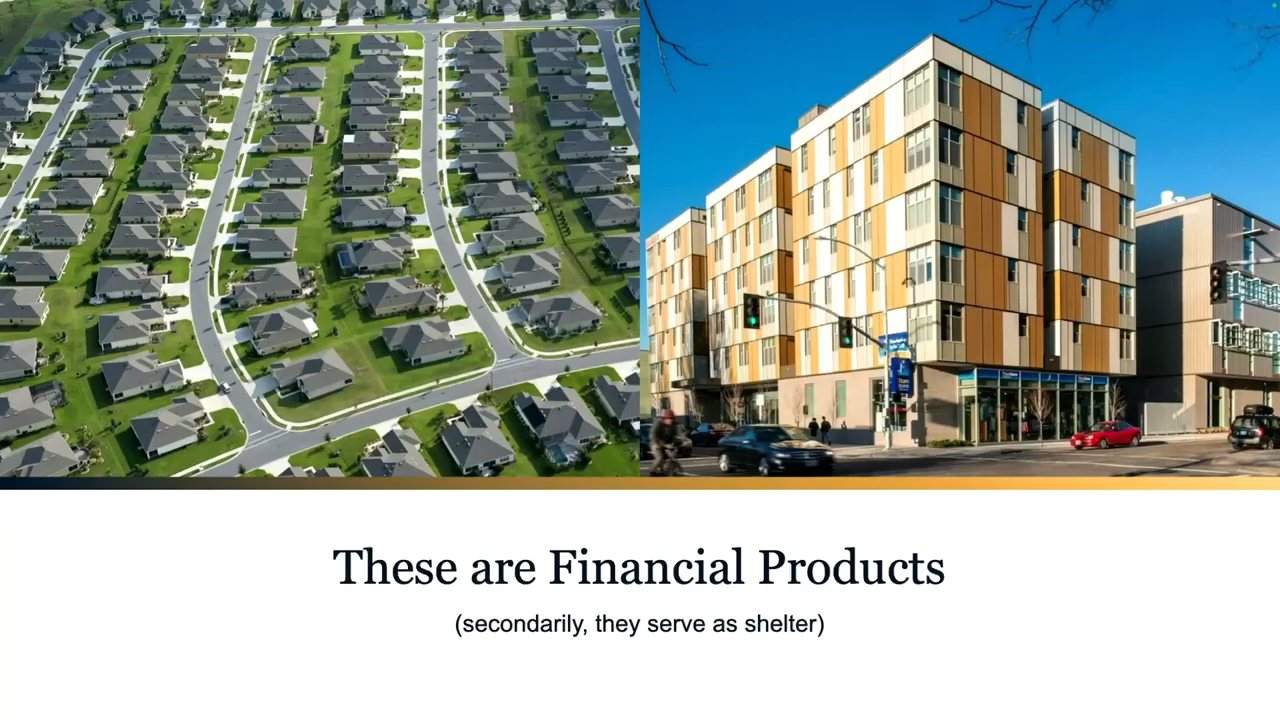 These are Financial Products
(secondarily, they serve as shelter)